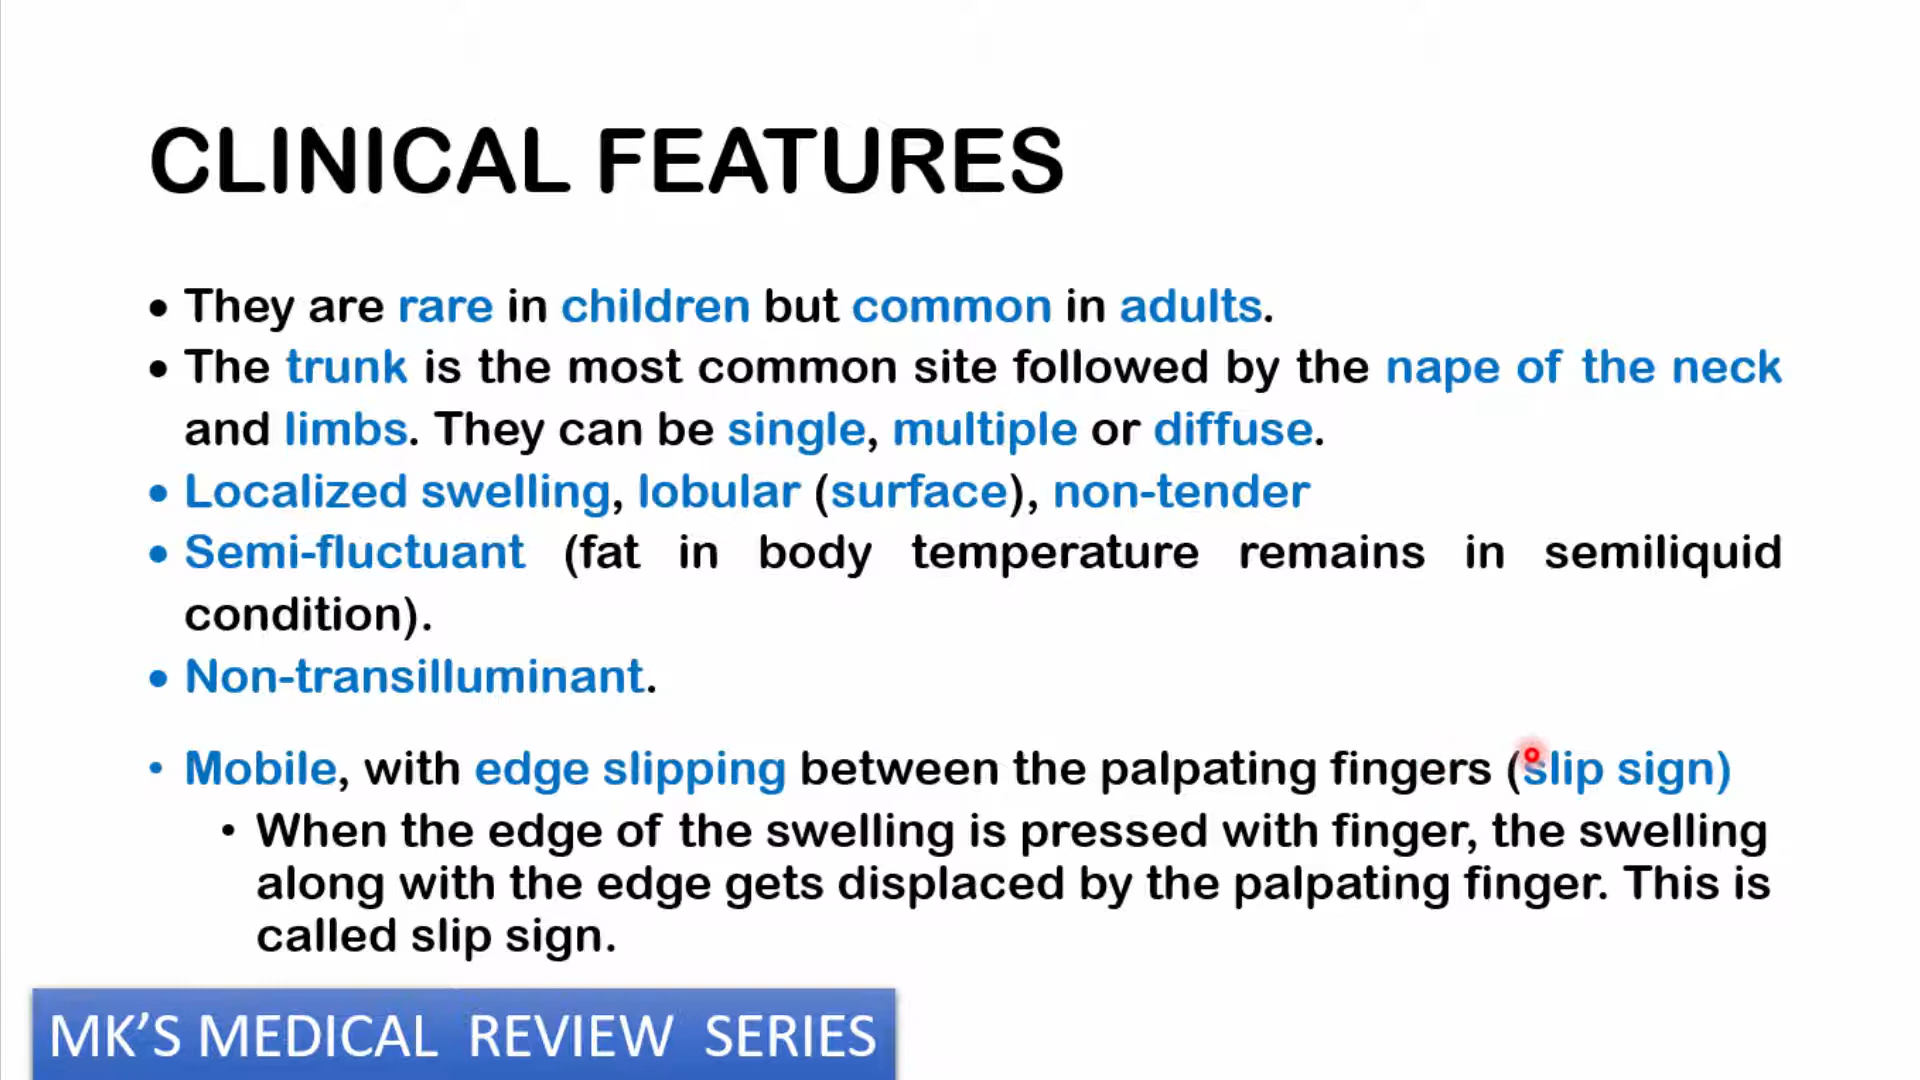 CLINICAL FEATURES
• They are rare in children but common in adults.
• The trunk is the most common site followed by the nape of the neck
and limbs. They can be single, multiple or diffuse.
• Localized swelling, lobular (surface), non-tender
• Semi-fluctuant (fat in body temperature remains in semiliquid
condition).
• Non-transilluminant.
• Mobile, with edge slipping between the palpating fingers (slip sign)
• When the edge of the swelling is pressed with finger, the swelling
along with the edge gets displaced by the palpating finger. This is
called slip sign.
MK’S MEDICAL REVIEW SERIES